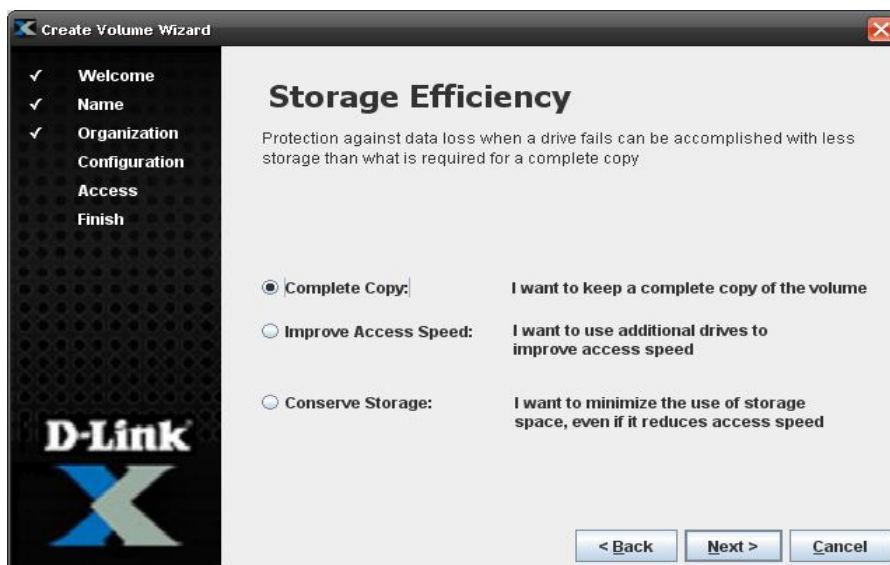 Create Volume Wizard
✓ Welcome
✓ Name
✓ Organization
Configuration
Access
Finish
D-Link
Storage Efficiency
Protection against data loss when a drive fails can be accomplished with less
storage than what is required for a complete copy
Complete Copy: I want to keep a complete copy of the volume
Improve Access Speed: I want to use additional drives to
improve access speed
Conserve Storage: I want to minimize the use of storage
space, even if it reduces access speed
< Back Next > Cancel